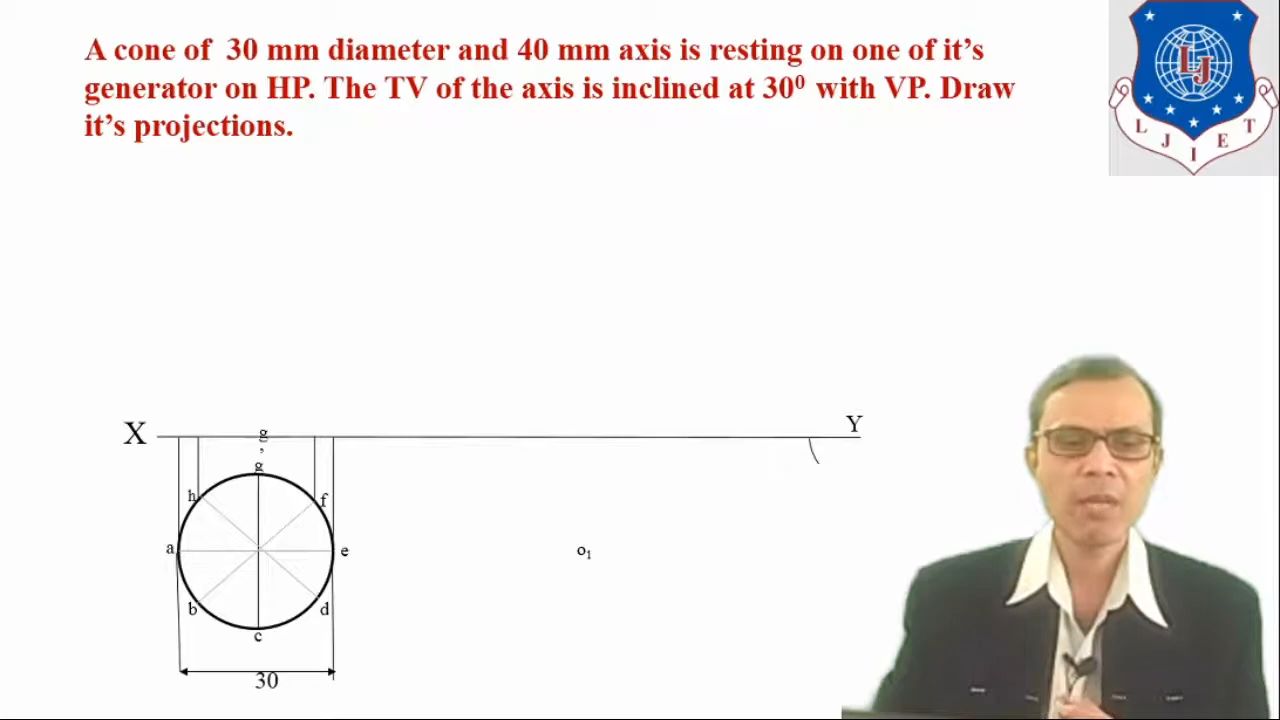 A cone of 30 mm diameter and 40 mm axis is resting on one of it’s
generator on HP. The TV of the axis is inclined at 30⁰ with VP. Draw
it’s projections.
LJ
L J I E T
X
Y
g
’
g
h
f
a
e
o₁
b
d
c
30